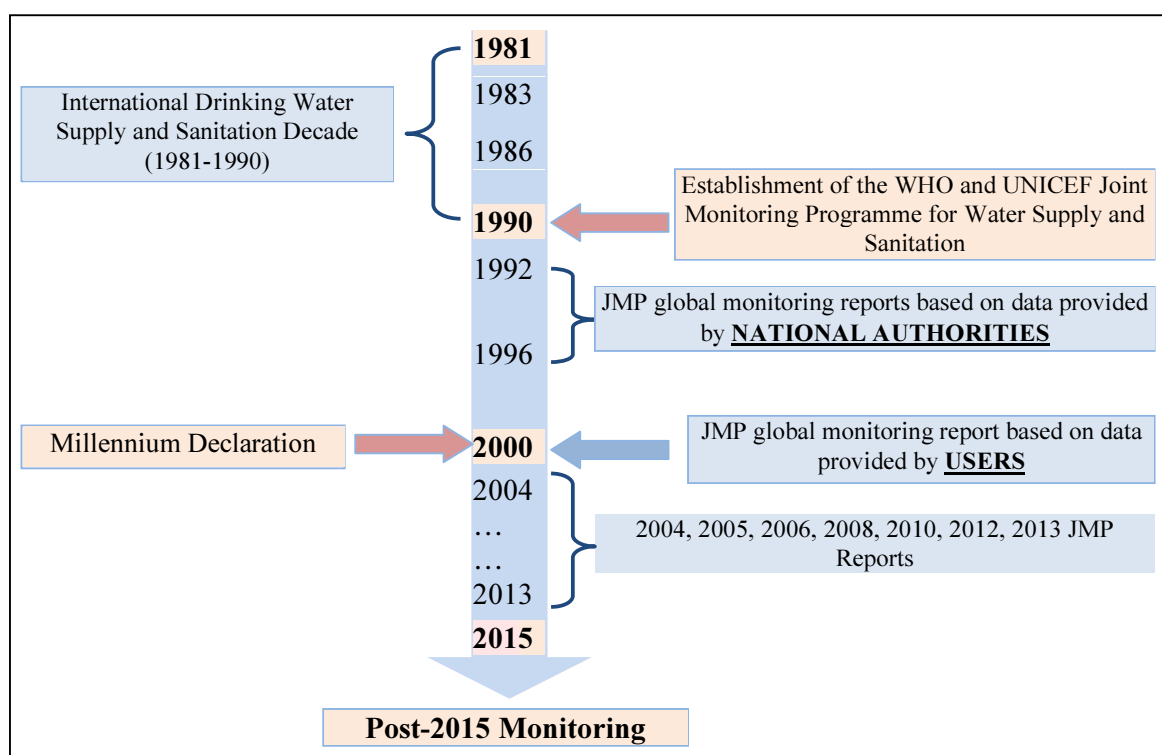 1981
1983
1986
1990
1992
1996
2000
2004
…
…
2013
2015
International Drinking Water
Supply and Sanitation Decade
(1981-1990)
Establishment of the WHO and UNICEF Joint
Monitoring Programme for Water Supply and
Sanitation
JMP global monitoring reports based on data provided
by NATIONAL AUTHORITIES
Millennium Declaration
JMP global monitoring report based on data
provided by USERS
2004, 2005, 2006, 2008, 2010, 2012, 2013 JMP
Reports
Post-2015 Monitoring